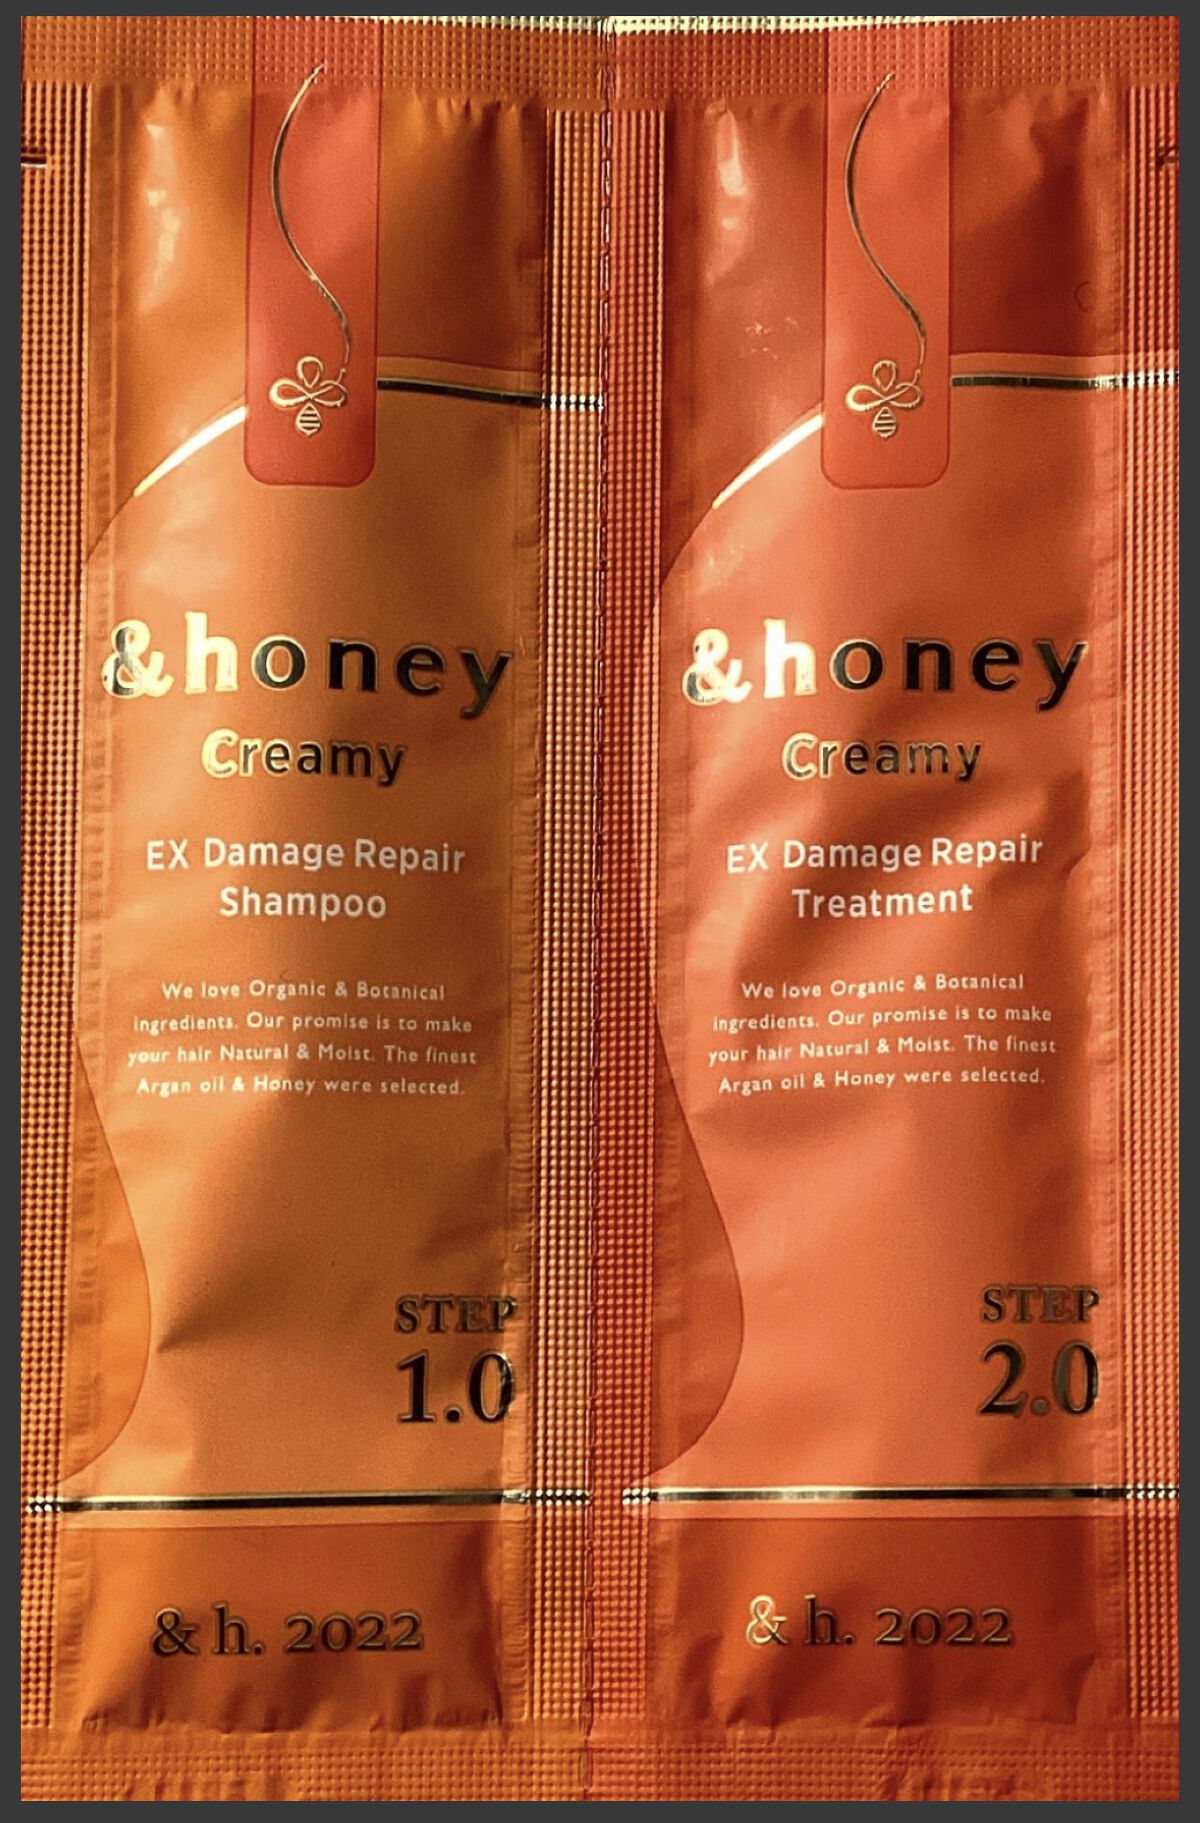 &honey
Creamy
EX Damage Repair
Shampoo
We love Organic & Botanical
ingredients. Our promise is to make
your hair Natural & Moist. The finest
Argan oil & Honey were selected.
STEP
1.0
& h. 2022
&honey
Creamy
EX Damage Repair
Treatment
We love Organic & Botanical
ingredients. Our promise is to make
your hair Natural & Moist. The finest
Argan oil & Honey were selected.
STEP
2.0
& h. 2022